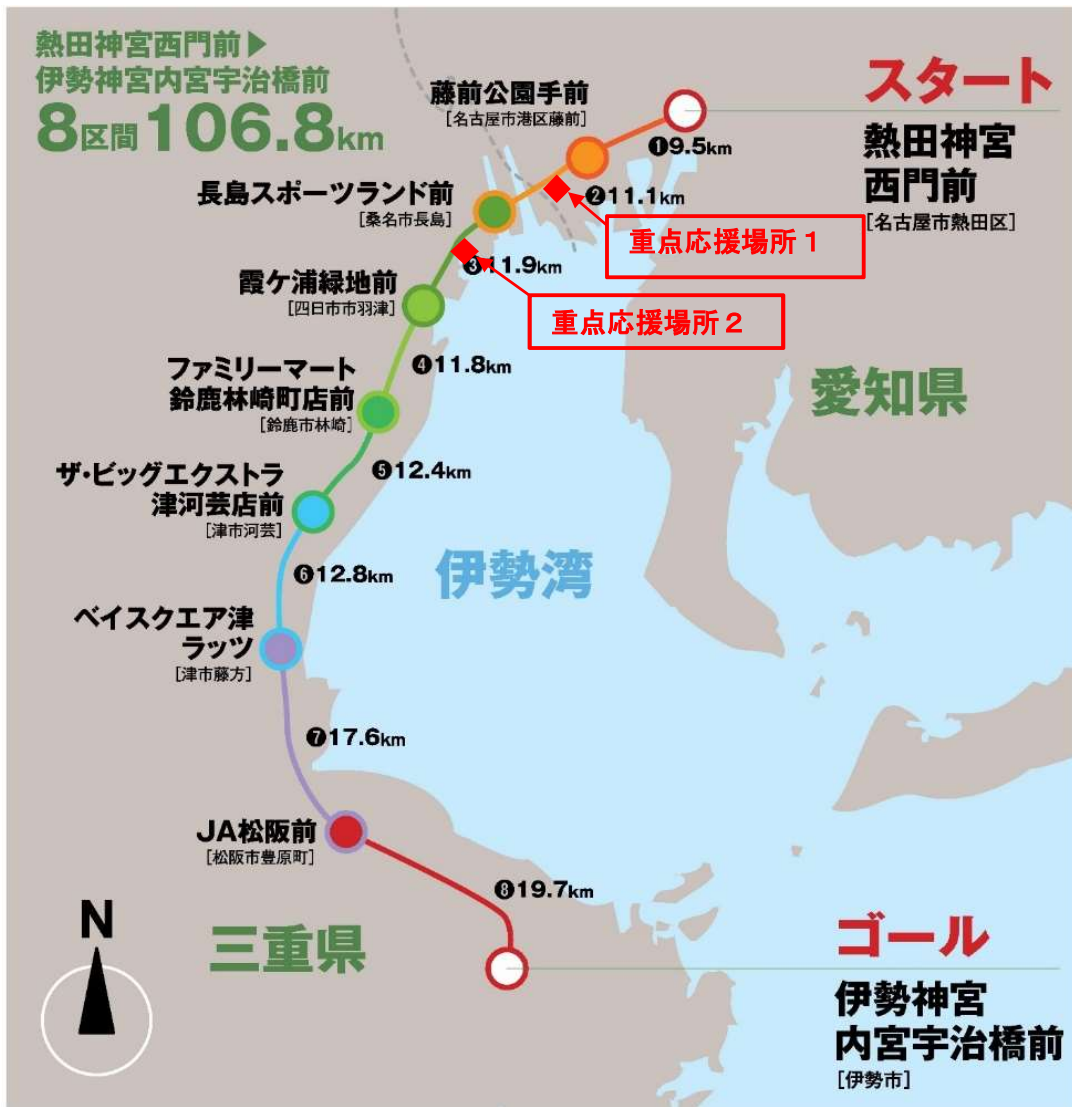 熱田神宮西門前▶
伊勢神宮内宮宇治橋前
8区間106.8km
スタート
熱田神宮
西門前
[名古屋市熱田区]
藤前公園手前
[名古屋市港区藤前]
❶9.5km
❷11.1km
長島スポーツランド前
[桑名市長島]
重点応援場所1
❸11.9km
霞ケ浦緑地前
[四日市市羽津]
重点応援場所2
❹11.8km
ファミリーマート
鈴鹿林崎町店前
[鈴鹿市林崎]
愛知県
❺12.4km
ザ・ビッグエクストラ
津河芸店前
[津市河芸]
伊勢湾
❻12.8km
ベイスクエア津
ラッツ
[津市藤方]
❼17.6km
JA松阪前
[松阪市豊原町]
❽19.7km
N
三重県
ゴール
伊勢神宮
内宮宇治橋前
[伊勢市]